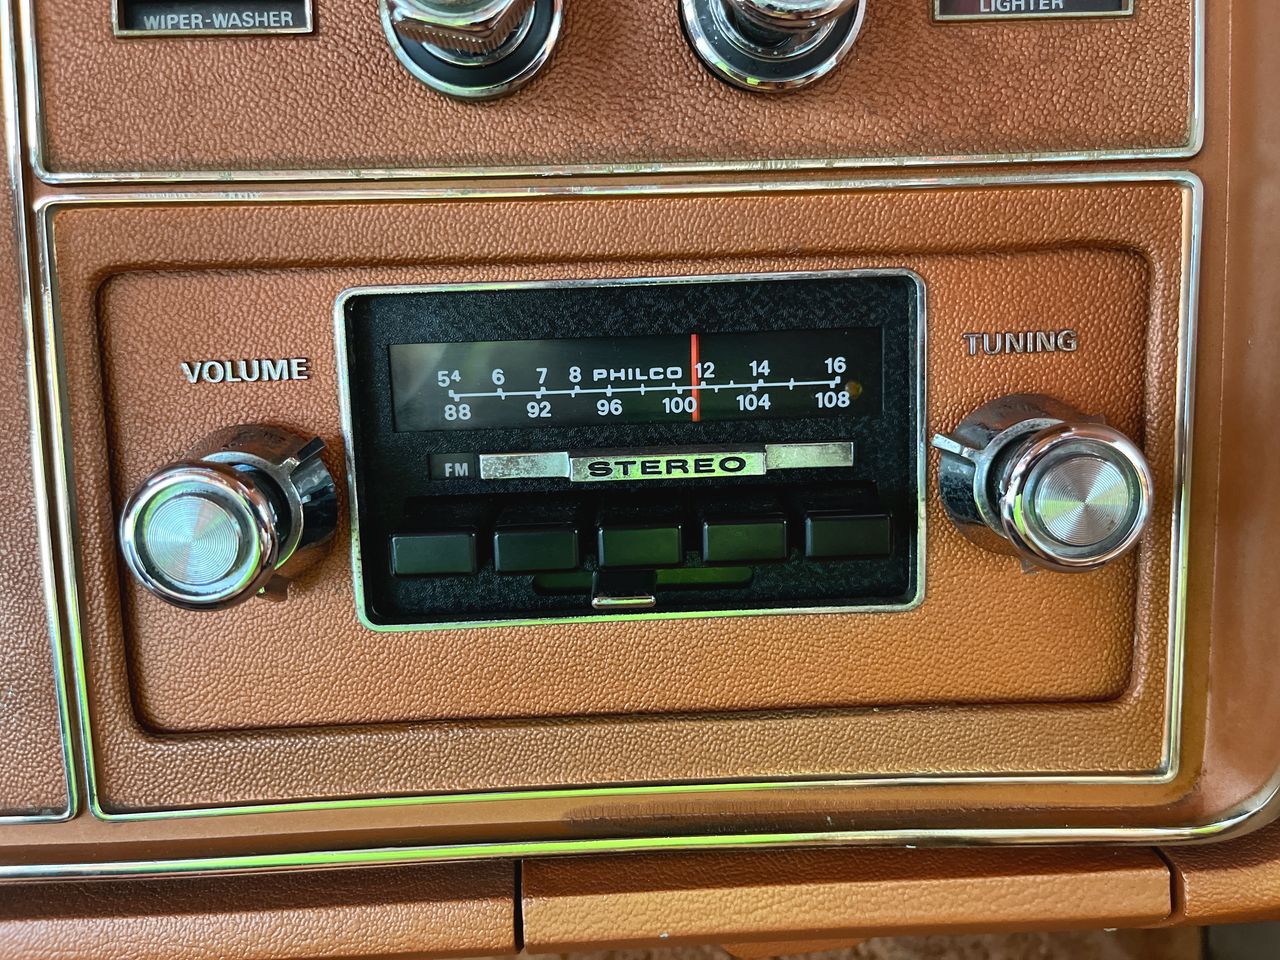 WIPER-WASHER
LIGHTER
VOLUME
TUNING
54 6 7 8 PHILCO 12 14 16
88 92 96 100 104 108
FM STEREO